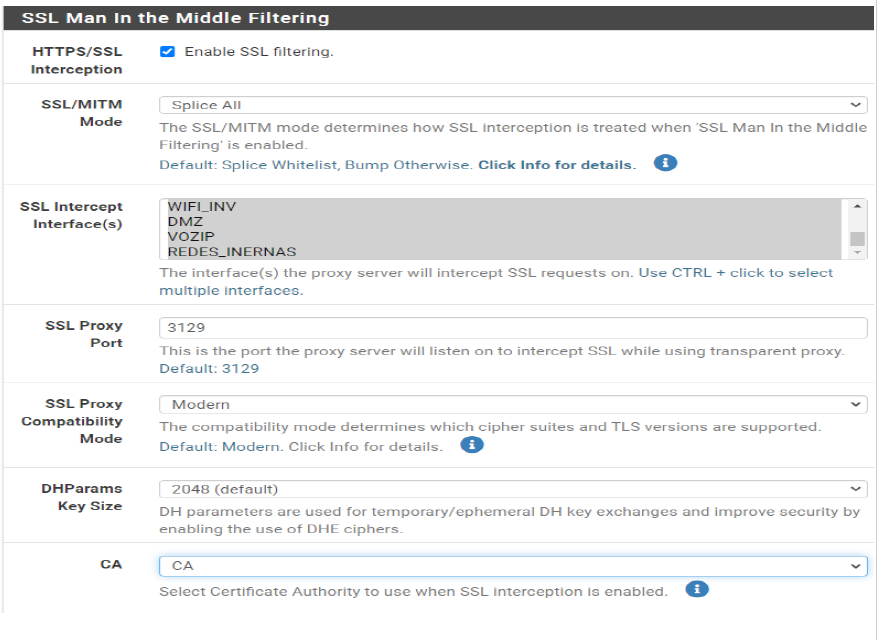 SSL Man In the Middle Filtering
HTTPS/SSL
Interception
Enable SSL filtering.
SSL/MITM
Mode
Splice All
The SSL/MITM mode determines how SSL interception is treated when 'SSL Man In the Middle
Filtering' is enabled.
Default: Splice Whitelist, Bump Otherwise. Click Info for details.
SSL Intercept
Interface(s)
WIFI_INV
DMZ
VOZIP
REDES_INERNAS
The interface(s) the proxy server will intercept SSL requests on. Use CTRL + click to select
multiple interfaces.
SSL Proxy
Port
3129
This is the port the proxy server will listen on to intercept SSL while using transparent proxy.
Default: 3129
SSL Proxy
Compatibility
Mode
Modern
The compatibility mode determines which cipher suites and TLS versions are supported.
Default: Modern. Click Info for details.
DHParams
Key Size
2048 (default)
DH parameters are used for temporary/ephemeral DH key exchanges and improve security by
enabling the use of DHE ciphers.
CA
CA
Select Certificate Authority to use when SSL interception is enabled.